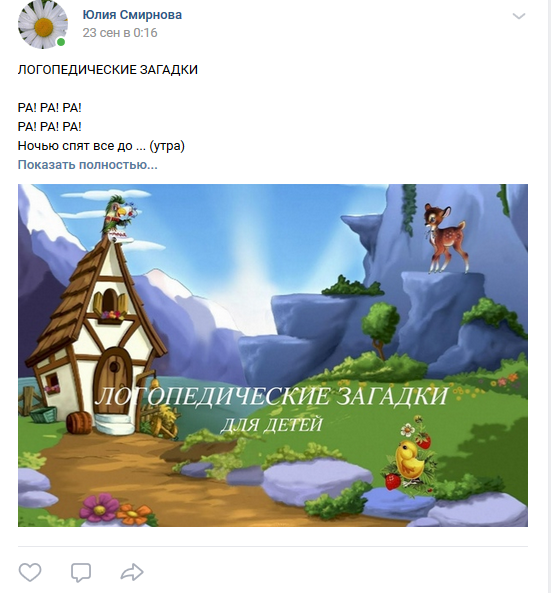 Юлия Смирнова
23 сен в 0:16
ЛОГОПЕДИЧЕСКИЕ ЗАГАДКИ
РА! РА! РА!
РА! РА! РА!
Ночью спят все до ... (утра)
Показать полностью...
ЛОГОПЕДИЧЕСКИЕ ЗАГАДКИ
ДЛЯ ДЕТЕЙ